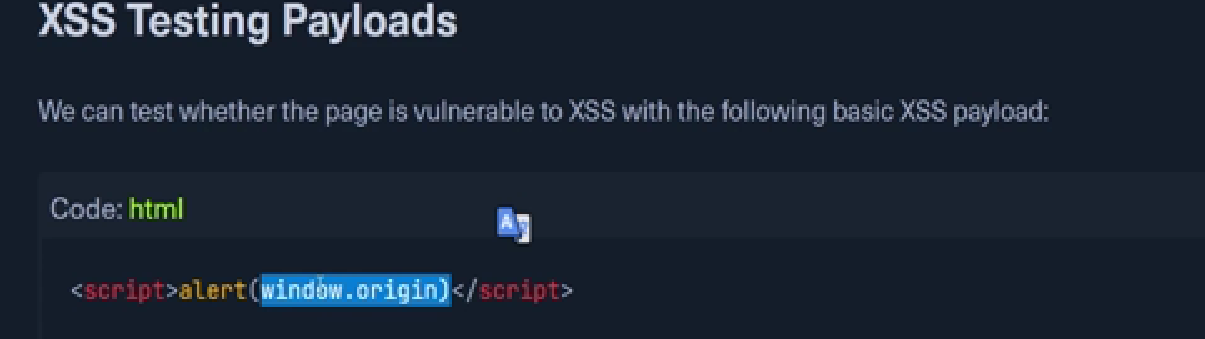 XSS Testing Payloads
We can test whether the page is vulnerable to XSS with the following basic XSS payload:
Code: html
<script>alert(window.origin)</script>